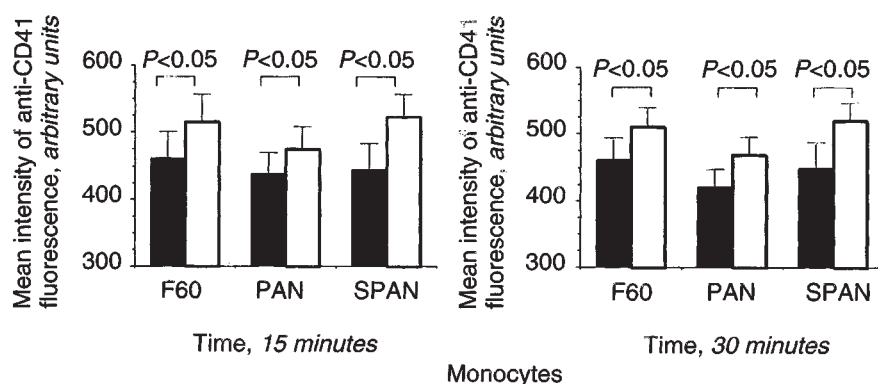 Mean intensity of anti-CD41
fluorescence, arbitrary units
600
500
400
300
P<0.05 P<0.05 P<0.05
F60 PAN SPAN
Time, 15 minutes
Mean intensity of anti-CD41
fluorescence, arbitrary units
600
500
400
300
P<0.05 P<0.05 P<0.05
F60 PAN SPAN
Time, 30 minutes
Monocytes